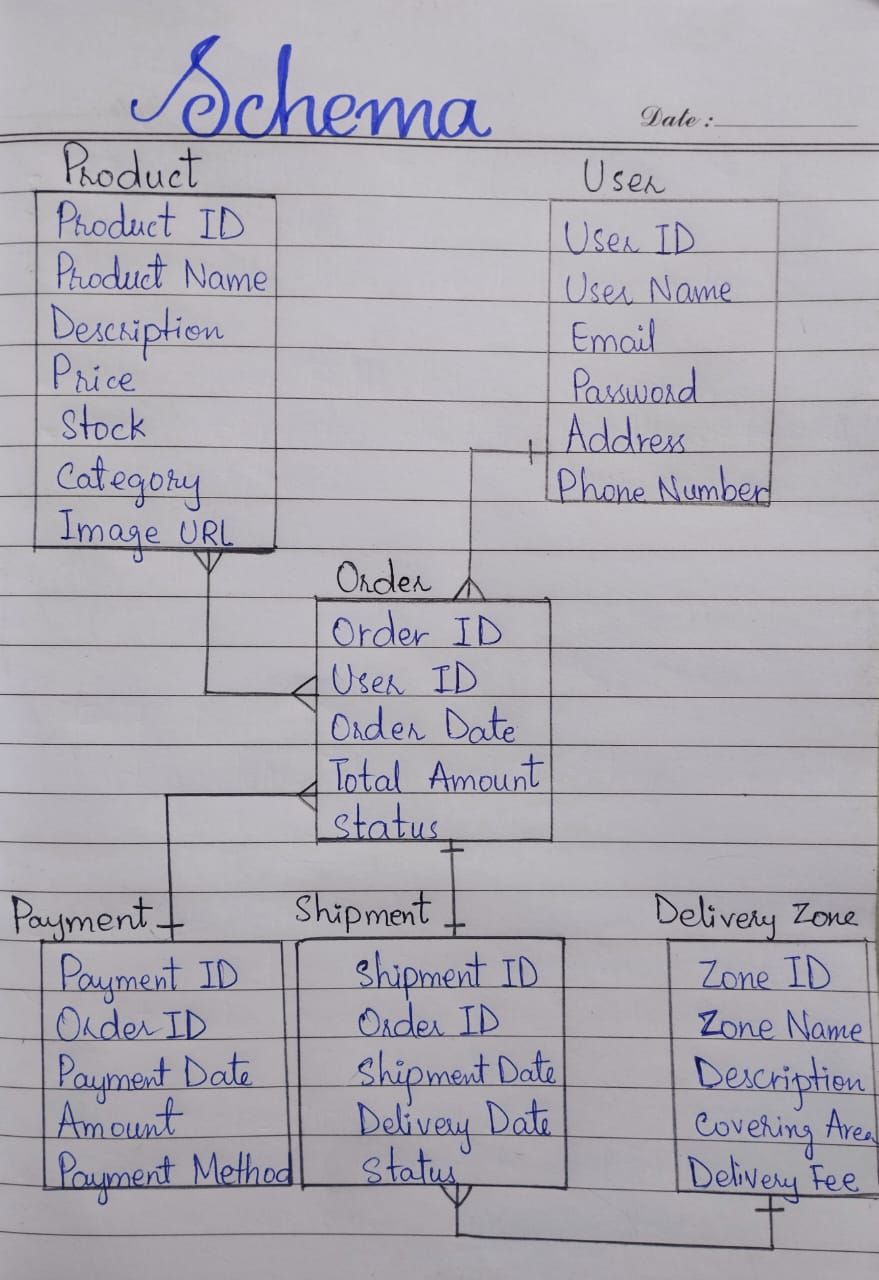 Schema
Date :
Product
Product ID
Product Name
Description
Price
Stock
Category
Image URL
User
User ID
User Name
Email
Password
Address
Phone Number
Order
Order ID
User ID
Order Date
Total Amount
Status
Payment
Payment ID
Order ID
Payment Date
Amount
Payment Method
Shipment
Shipment ID
Order ID
Shipment Date
Delivery Date
Status
Delivery Zone
Zone ID
Zone Name
Description
Covering Area
Delivery Fee